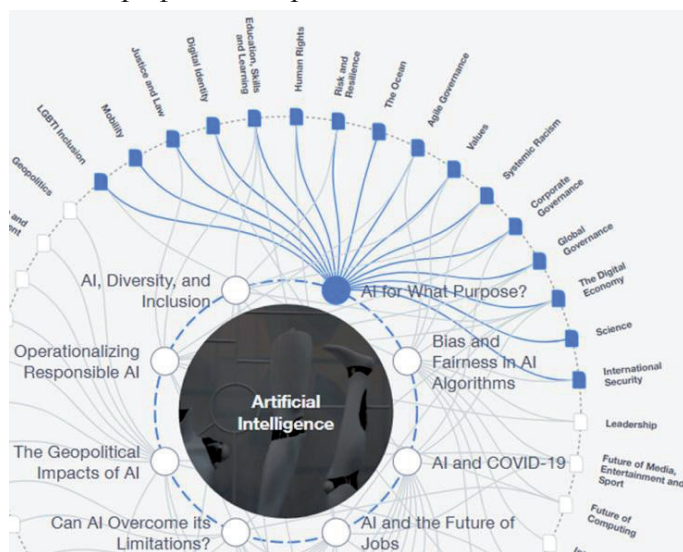 Geopolitics
LGBTI Inclusion
Mobility
Justice and Law
Digital Identity
Education, Skills
and Learning
Human Rights
Risk and
Resilience
The Ocean
Agile Governance
Values
Systemic Racism
Corporate
Governance
Global
Governance
The Digital
Economy
Science
International
Security
Leadership
Future of Media,
Entertainment and
Sport
Future of
Computing
and
AI, Diversity, and
Inclusion
AI for What Purpose?
Operationalizing
Responsible AI
Bias and
Fairness in AI
Algorithms
Artificial
Intelligence
The Geopolitical
Impacts of AI
AI and COVID-19
Can AI Overcome its
Limitations?
AI and the Future of
Jobs